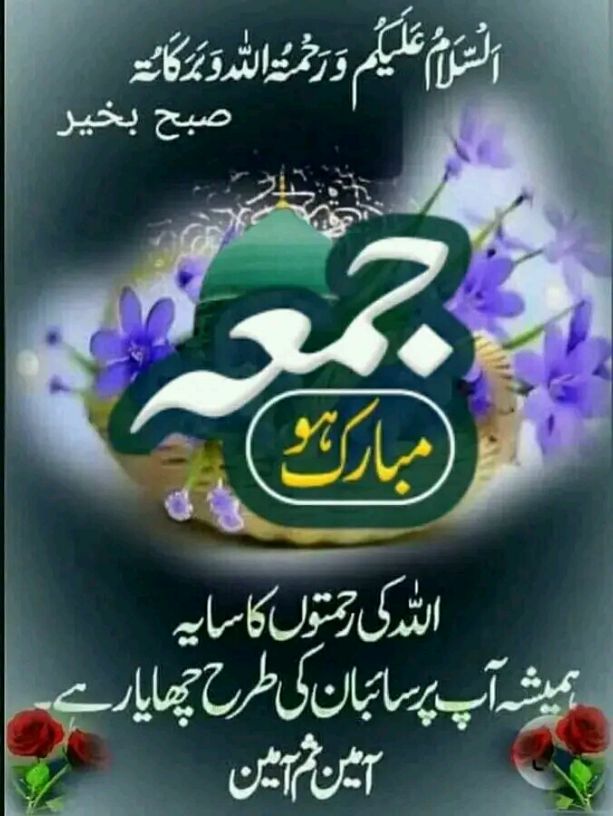 اَلسَّلَامُ عَلَيْكُم وَرَحْمَةُ اللہ وَبَرَكَاتُهٗ
صبح بخیر
جمعہ
مبارک ہو
اللہ کی رحمتوں کا سایہ
ہمیشہ آپ پر سائبان کی طرح چھایا رہے۔
آمین ثم آمین